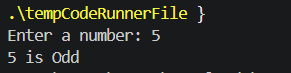 .\tempCodeRunnerFile }
Enter a number: 5
5 is Odd